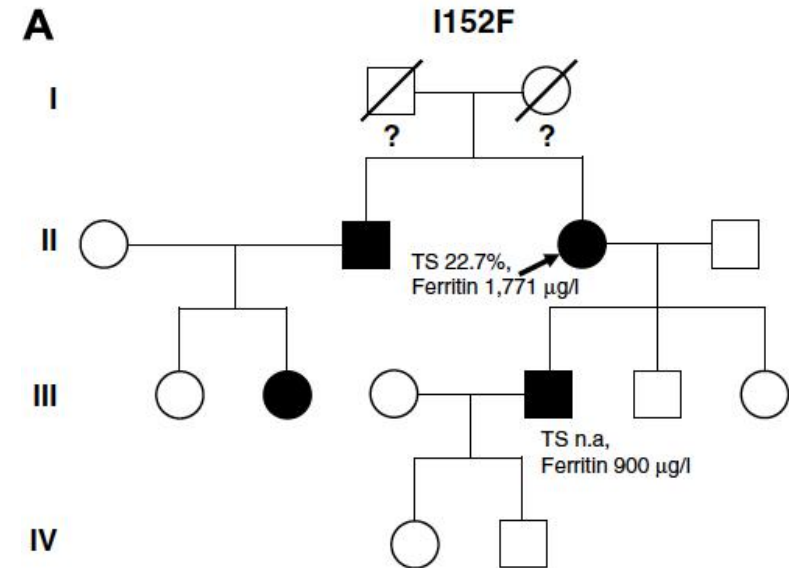 A
I152F
I
? ?
II
TS 22.7%,
Ferritin 1,771 µg/l
III
TS n.a,
Ferritin 900 µg/l
IV